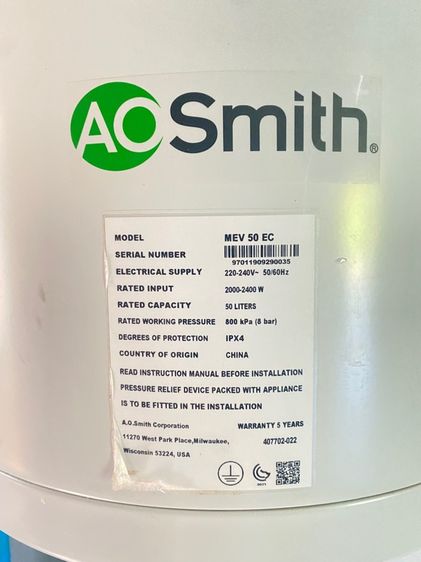 AOSmith®
MODEL MEV 50 EC
SERIAL NUMBER
97011909290035
ELECTRICAL SUPPLY 220-240V~ 50/60Hz
RATED INPUT 2000-2400 W
RATED CAPACITY 50 LITERS
RATED WORKING PRESSURE 800 kPa (8 bar)
DEGREES OF PROTECTION IPX4
COUNTRY OF ORIGIN CHINA
READ INSTRUCTION MANUAL BEFORE INSTALLATION
PRESSURE RELIEF DEVICE PACKED WITH APPLIANCE
IS TO BE FITTED IN THE INSTALLATION
A.O.Smith Corporation WARRANTY 5 YEARS
11270 West Park Place,Milwaukee, 407702-022
Wisconsin 53224, USA